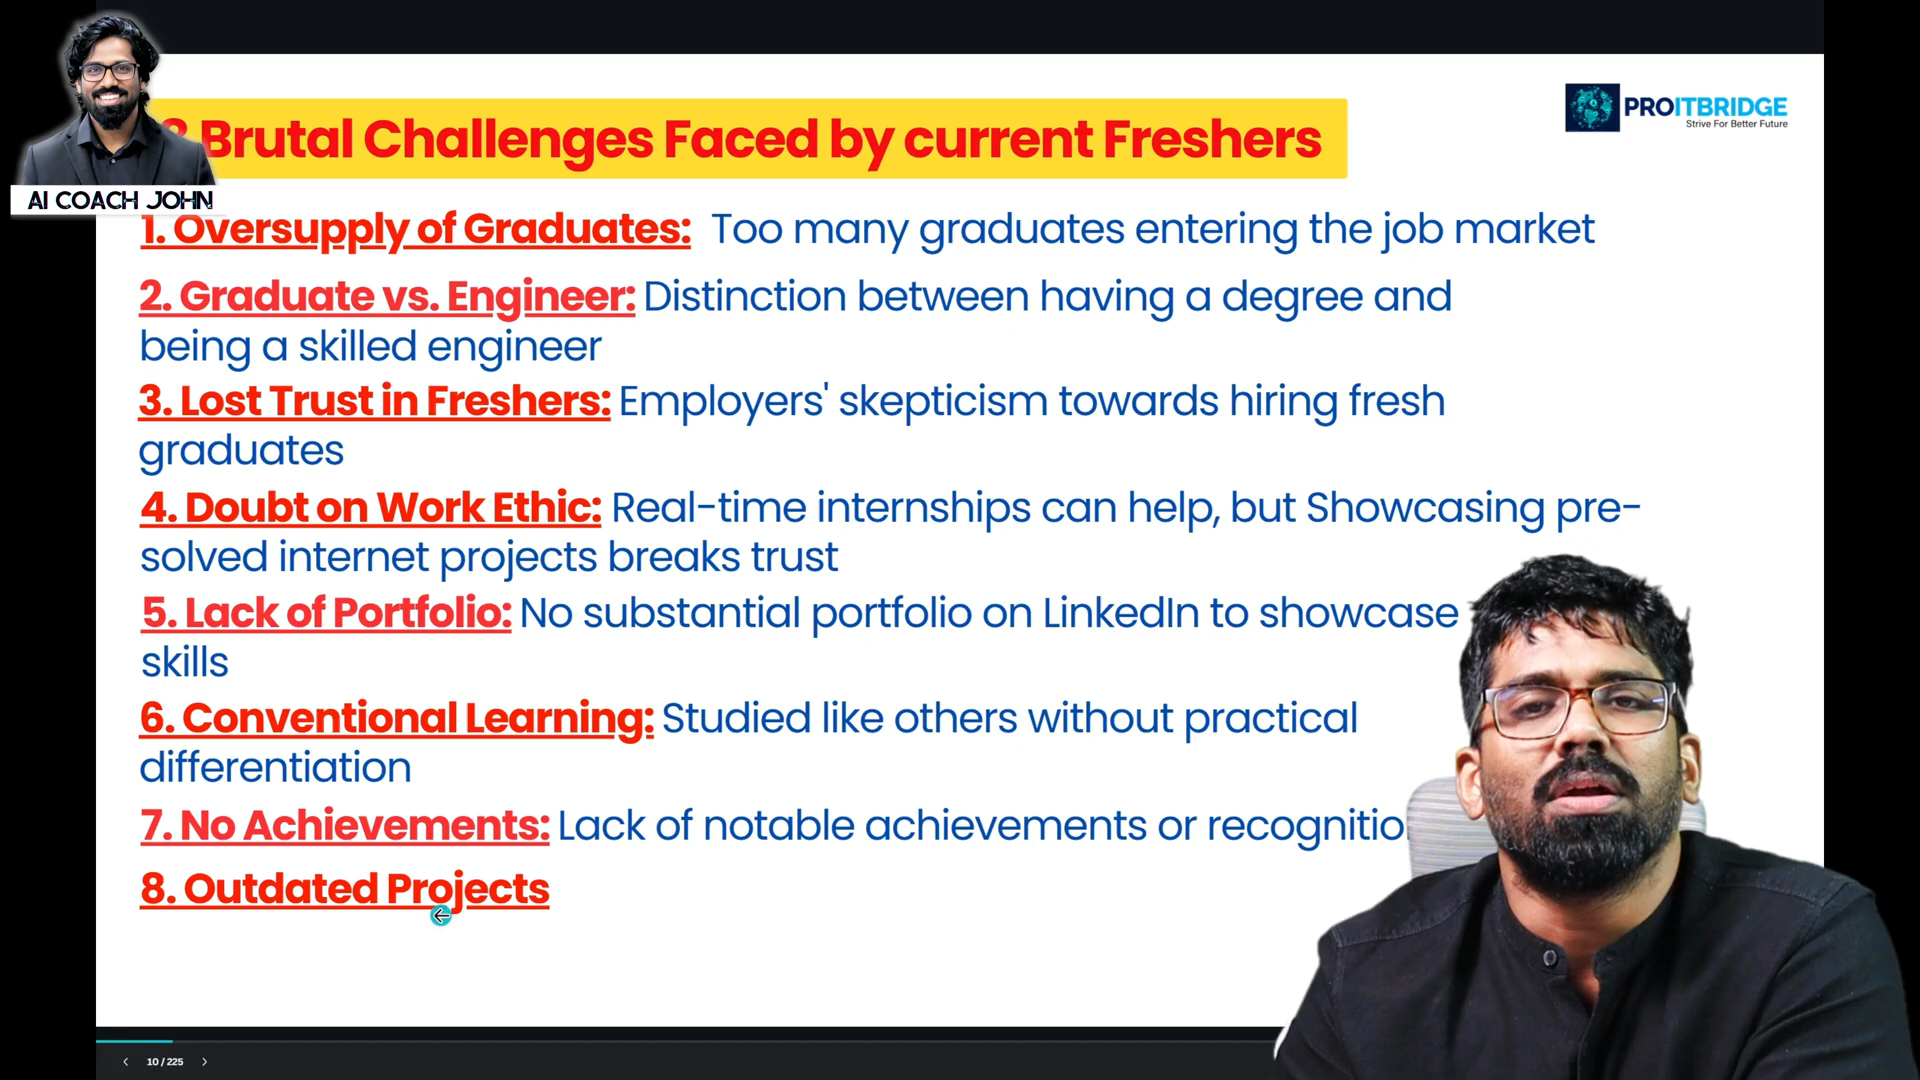 Brutal Challenges Faced by current Freshers
PROITBRIDGE
Strive For Better Future
AI COACH JOHN
1. Oversupply of Graduates: Too many graduates entering the job market
2. Graduate vs. Engineer: Distinction between having a degree and
being a skilled engineer
3. Lost Trust in Freshers: Employers' skepticism towards hiring fresh
graduates
4. Doubt on Work Ethic: Real-time internships can help, but Showcasing pre-
solved internet projects breaks trust
5. Lack of Portfolio: No substantial portfolio on LinkedIn to showcase
skills
6. Conventional Learning: Studied like others without practical
differentiation
7. No Achievements: Lack of notable achievements or recognitio
8. Outdated Projects
10 / 225